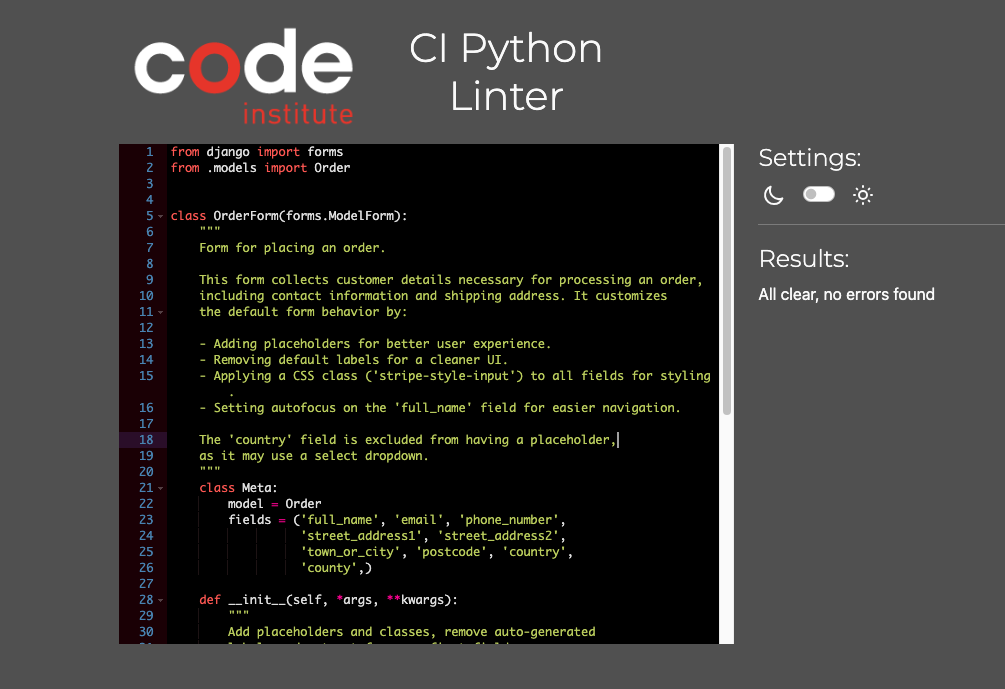 code
institute
CI Python
Linter
1 from django import forms
2 from .models import Order
3
4
5 class OrderForm(forms.ModelForm):
6     """
7     Form for placing an order.
8
9     This form collects customer details necessary for processing an order,
10     including contact information and shipping address. It customizes
11     the default form behavior by:
12
13     - Adding placeholders for better user experience.
14     - Removing default labels for a cleaner UI.
15     - Applying a CSS class ('stripe-style-input') to all fields for styling
        .
16     - Setting autofocus on the 'full_name' field for easier navigation.
17
18     The 'country' field is excluded from having a placeholder,
19     as it may use a select dropdown.
20     """
21     class Meta:
22         model = Order
23         fields = ('full_name', 'email', 'phone_number',
24                   'street_address1', 'street_address2',
25                   'town_or_city', 'postcode', 'country',
26                   'county',)
27
28     def __init__(self, *args, **kwargs):
29         """
30         Add placeholders and classes, remove auto-generated
Settings:
Results:
All clear, no errors found